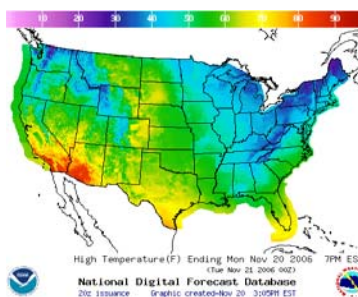 10 20 30 40 50 60 70 80 90
High Temperature(F) Ending Mon Nov 20 2006 7PM ES
(Tue Nov 21 2006 00Z)
National Digital Forecast Database
20z issuance Graphic created-Nov 20 3:05PM EST